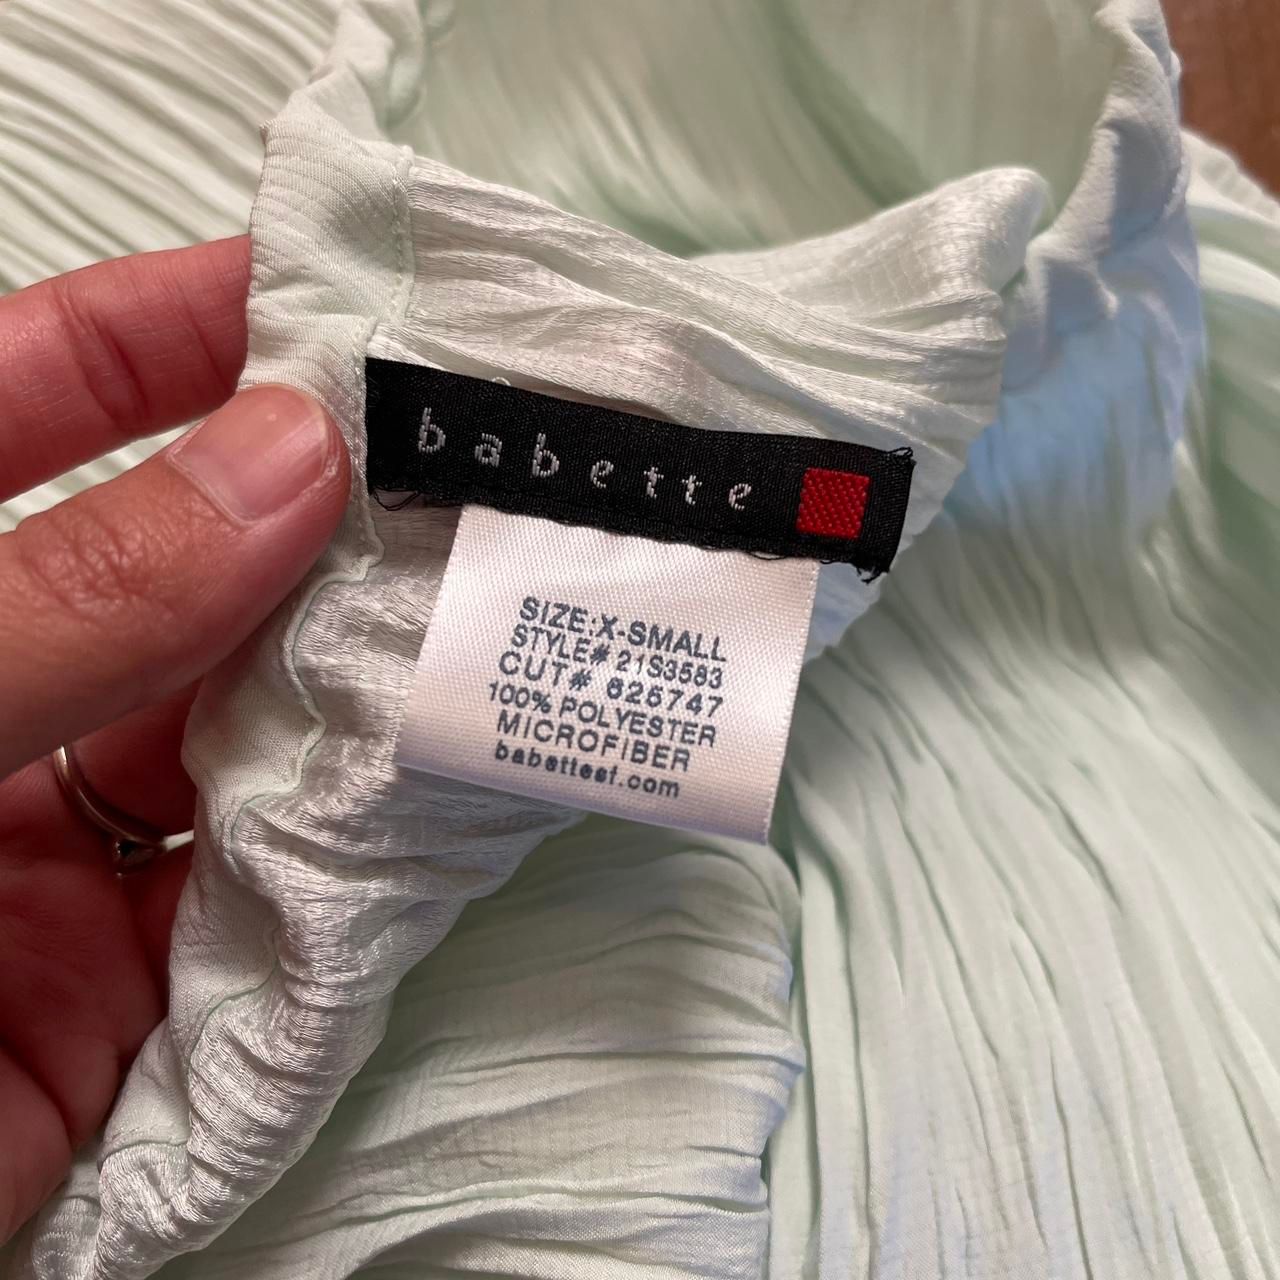 babette
SIZE:X-SMALL
STYLE# 21S3583
CUT# 625747
100% POLYESTER
MICROFIBER
babettesf.com